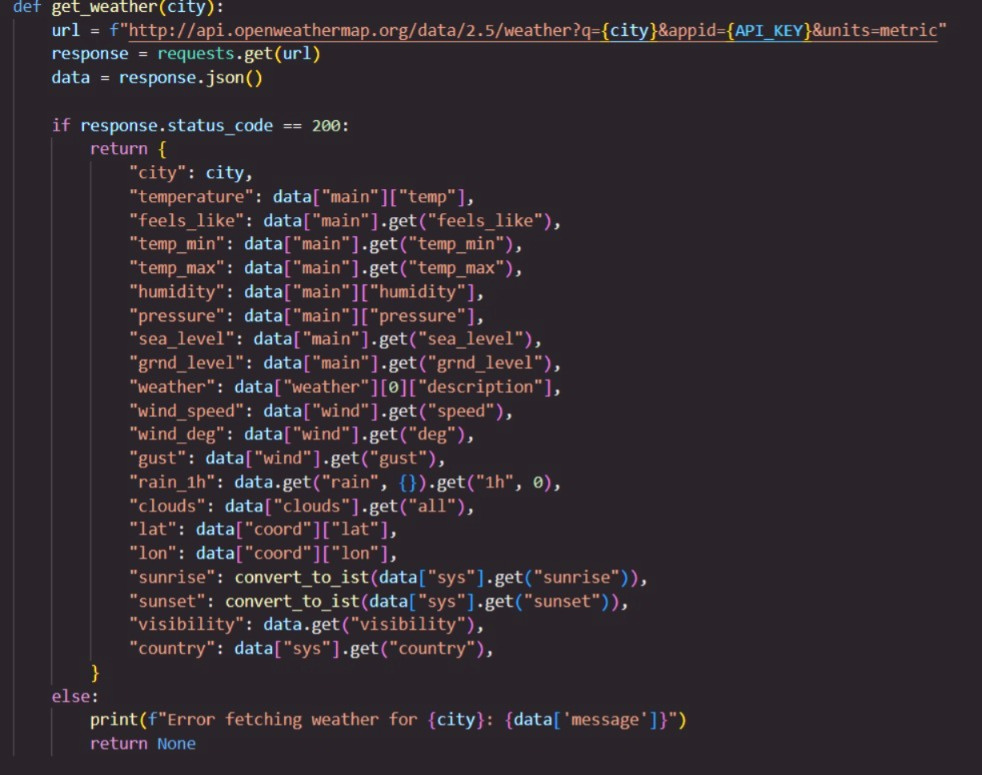 def get_weather(city):
    url = f"http://api.openweathermap.org/data/2.5/weather?q={city}&appid={API_KEY}&units=metric"
    response = requests.get(url)
    data = response.json()
    if response.status_code == 200:
        return {
            "city": city,
            "temperature": data["main"]["temp"],
            "feels_like": data["main"].get("feels_like"),
            "temp_min": data["main"].get("temp_min"),
            "temp_max": data["main"].get("temp_max"),
            "humidity": data["main"]["humidity"],
            "pressure": data["main"]["pressure"],
            "sea_level": data["main"].get("sea_level"),
            "grnd_level": data["main"].get("grnd_level"),
            "weather": data["weather"][0]["description"],
            "wind_speed": data["wind"].get("speed"),
            "wind_deg": data["wind"].get("deg"),
            "gust": data["wind"].get("gust"),
            "rain_1h": data.get("rain", {}).get("1h", 0),
            "clouds": data["clouds"].get("all"),
            "lat": data["coord"]["lat"],
            "lon": data["coord"]["lon"],
            "sunrise": convert_to_ist(data["sys"].get("sunrise")),
            "sunset": convert_to_ist(data["sys"].get("sunset")),
            "visibility": data.get("visibility"),
            "country": data["sys"].get("country"),
        }
    else:
        print(f"Error fetching weather for {city}: {data['message']}")
        return None